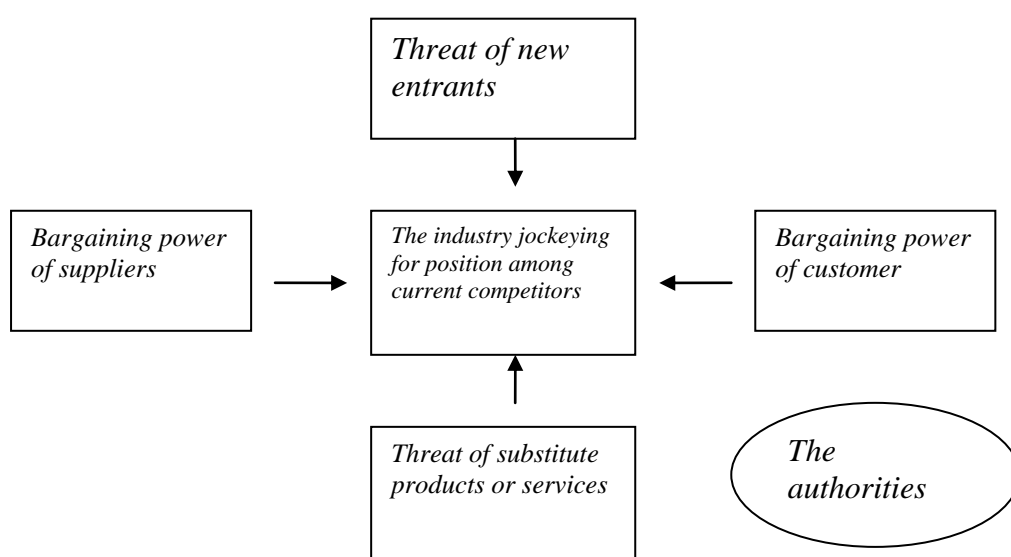 Threat of new
entrants
Bargaining power
of suppliers
The industry jockeying
for position among
current competitors
Bargaining power
of customer
Threat of substitute
products or services
The
authorities